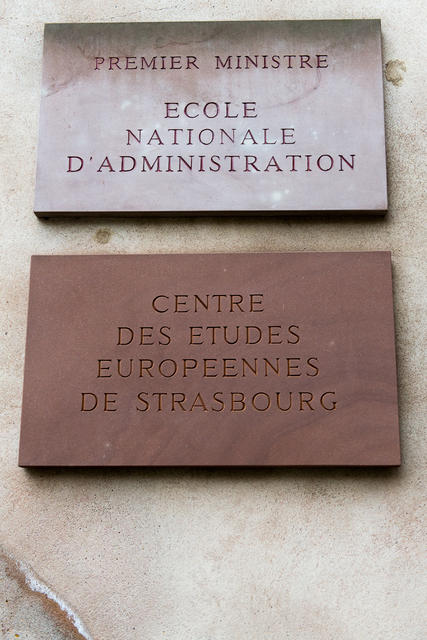 PREMIER MINISTRE
ECOLE
NATIONALE
D'ADMINISTRATION
CENTRE
DES ETUDES
EUROPEENNES
DE STRASBOURG